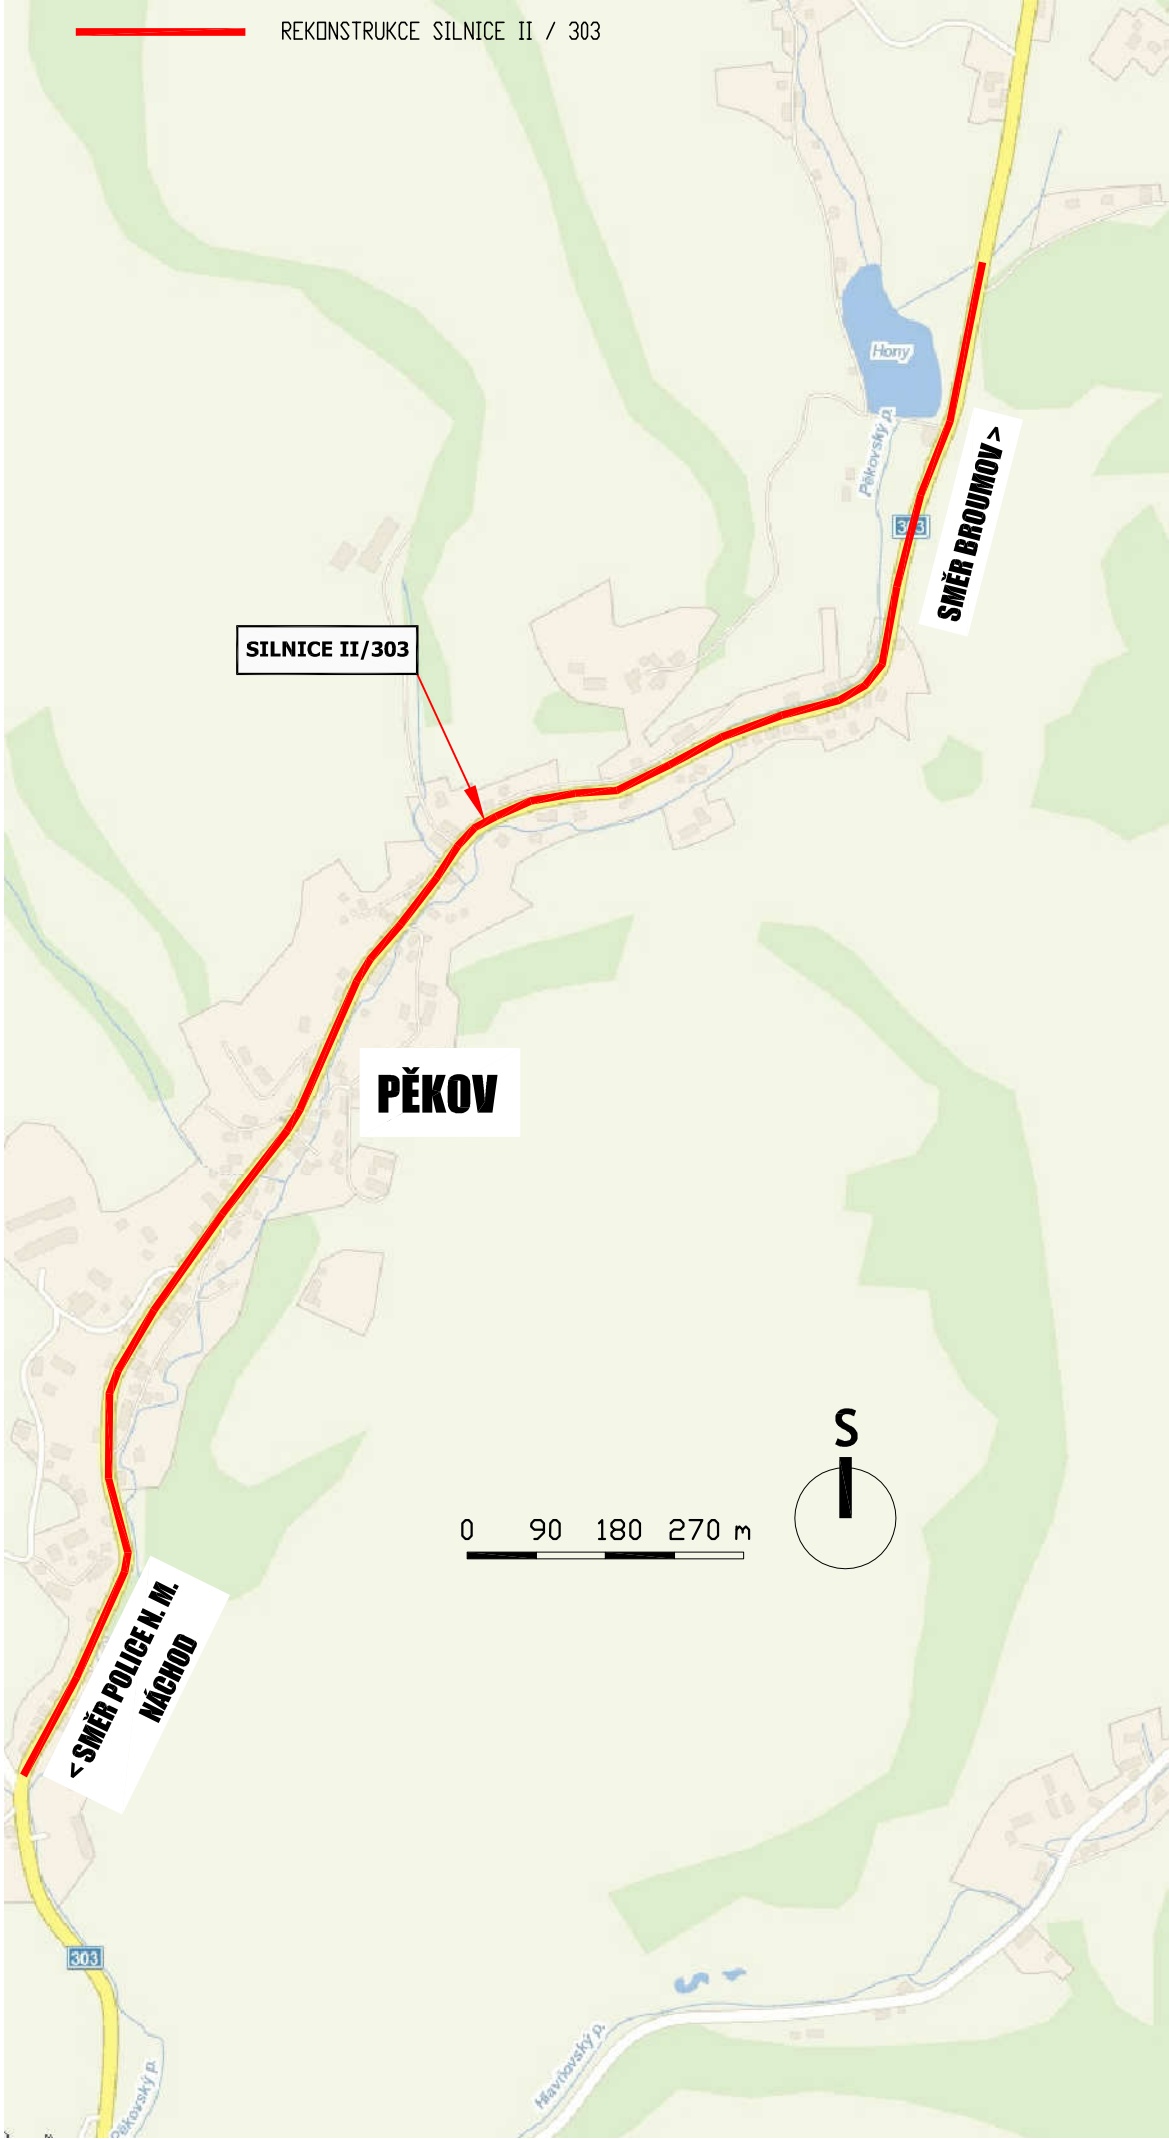 REKONSTRUKCE SILNICE II / 303
Hony
Pěkovský p.
303
SMĚR BROUMOV >
SILNICE II/303
PĚKOV
S
0 90 180 270 m
< SMĚR POLICE N. M.
NÁCHOD
303
Pěkovský p.
Hlavňovský p.